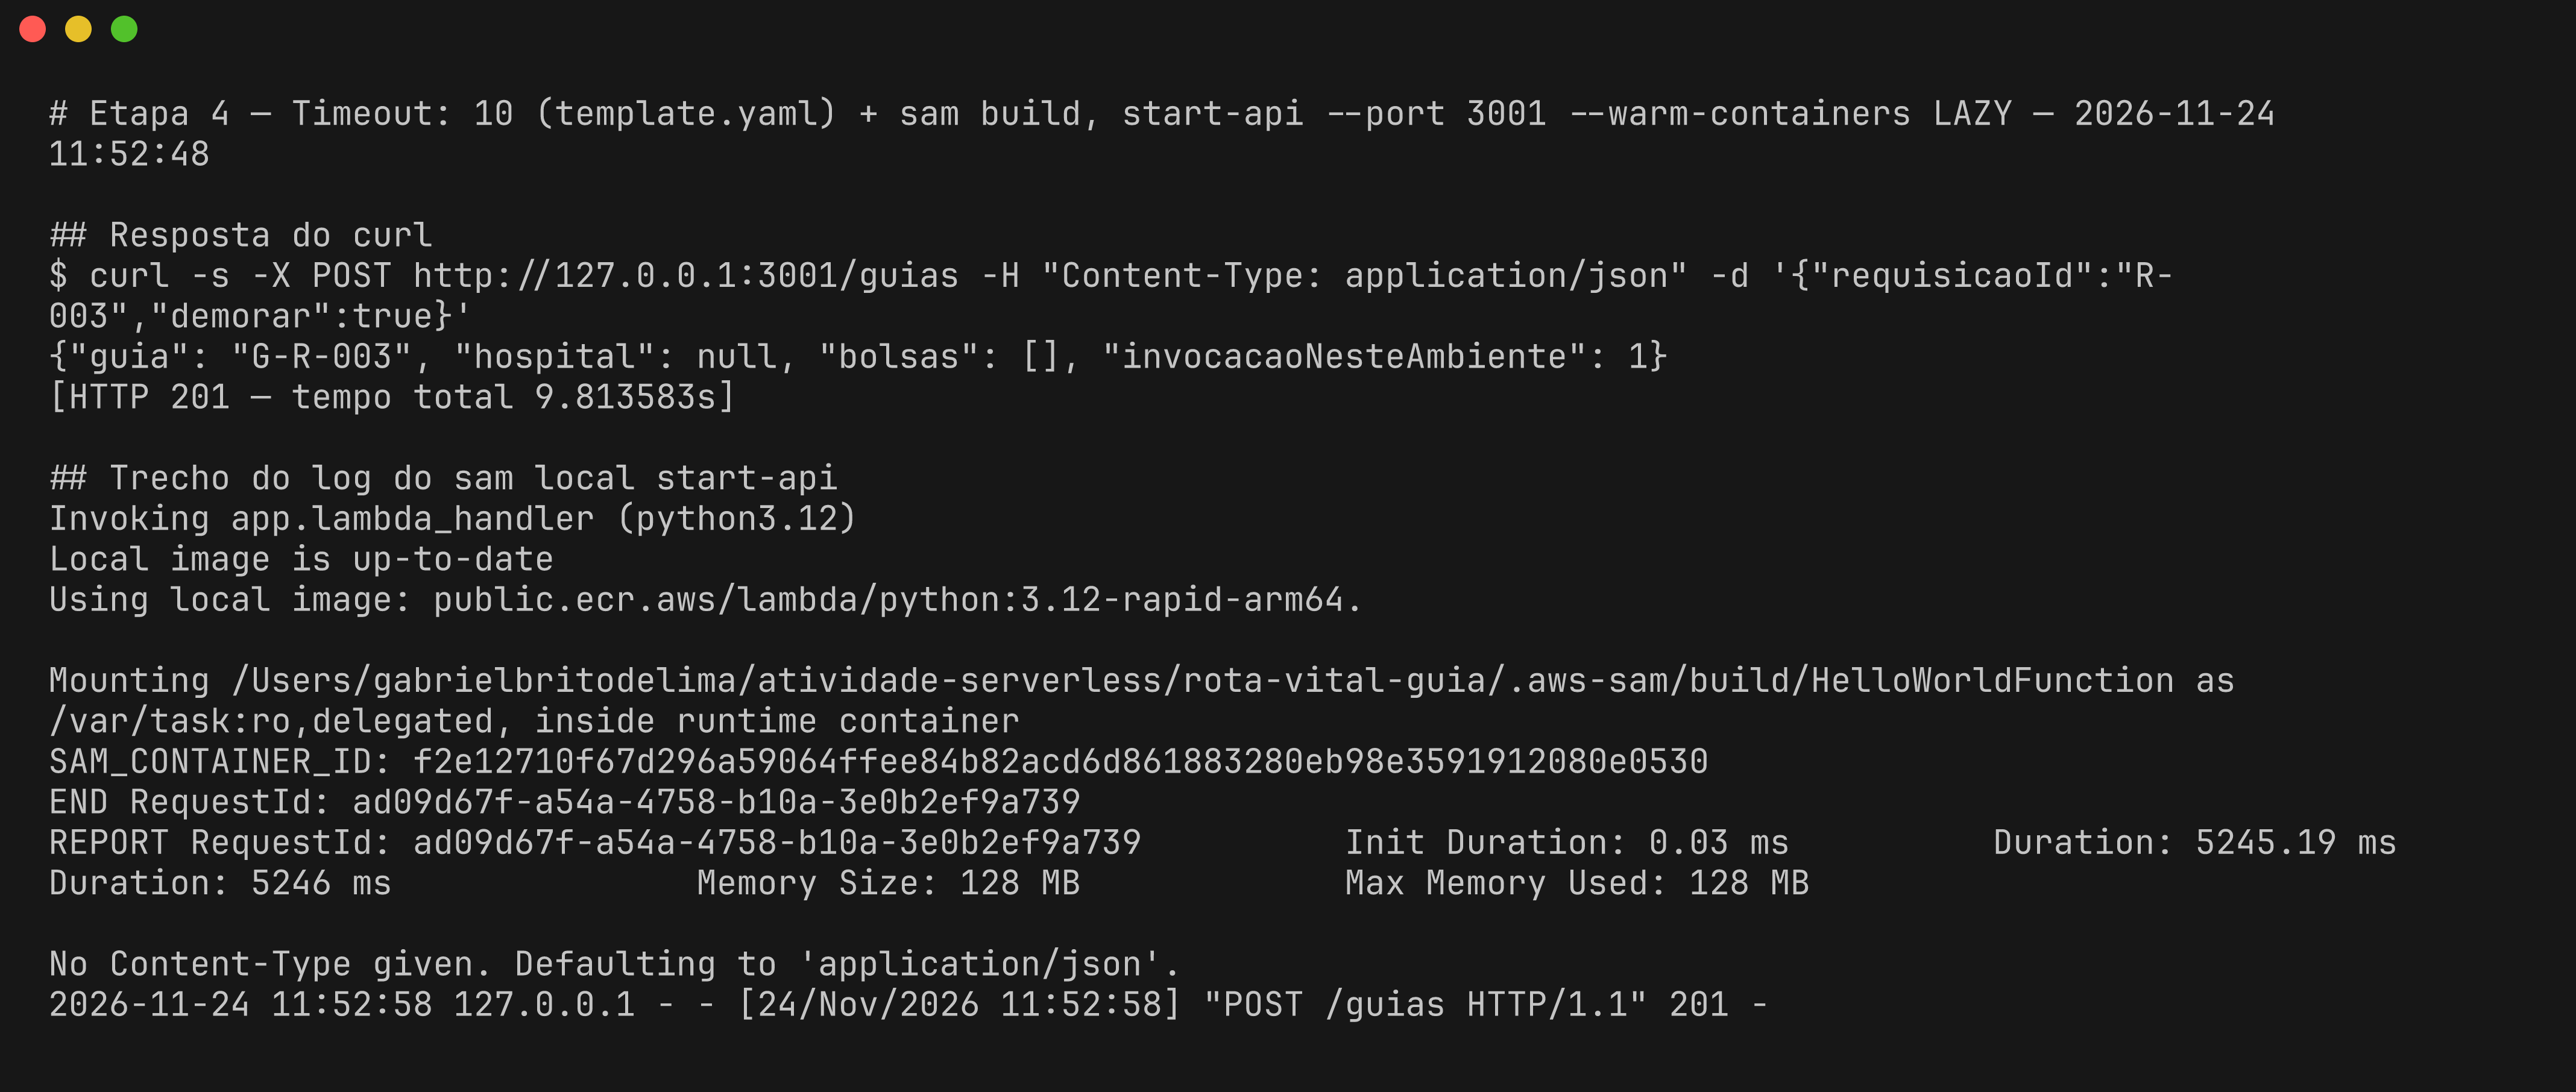 # Etapa 4 — Timeout: 10 (template.yaml) + sam build, start-api --port 3001 --warm-containers LAZY — 2026-11-24
11:52:48
## Resposta do curl
$ curl -s -X POST http://127.0.0.1:3001/guias -H "Content-Type: application/json" -d '{"requisicaoId":"R-
003","demorar":true}'
{"guia": "G-R-003", "hospital": null, "bolsas": [], "invocacaoNesteAmbiente": 1}
[HTTP 201 — tempo total 9.813583s]
## Trecho do log do sam local start-api
Invoking app.lambda_handler (python3.12)
Local image is up-to-date
Using local image: public.ecr.aws/lambda/python:3.12-rapid-arm64.
Mounting /Users/gabrielbritodelima/atividade-serverless/rota-vital-guia/.aws-sam/build/HelloWorldFunction as
/var/task:ro,delegated, inside runtime container
SAM_CONTAINER_ID: f2e12710f67d296a59064ffee84b82acd6d861883280eb98e3591912080e0530
END RequestId: ad09d67f-a54a-4758-b10a-3e0b2ef9a739
REPORT RequestId: ad09d67f-a54a-4758-b10a-3e0b2ef9a739 Init Duration: 0.03 ms Duration: 5245.19 ms
Duration: 5246 ms Memory Size: 128 MB Max Memory Used: 128 MB
No Content-Type given. Defaulting to 'application/json'.
2026-11-24 11:52:58 127.0.0.1 - - [24/Nov/2026 11:52:58] "POST /guias HTTP/1.1" 201 -